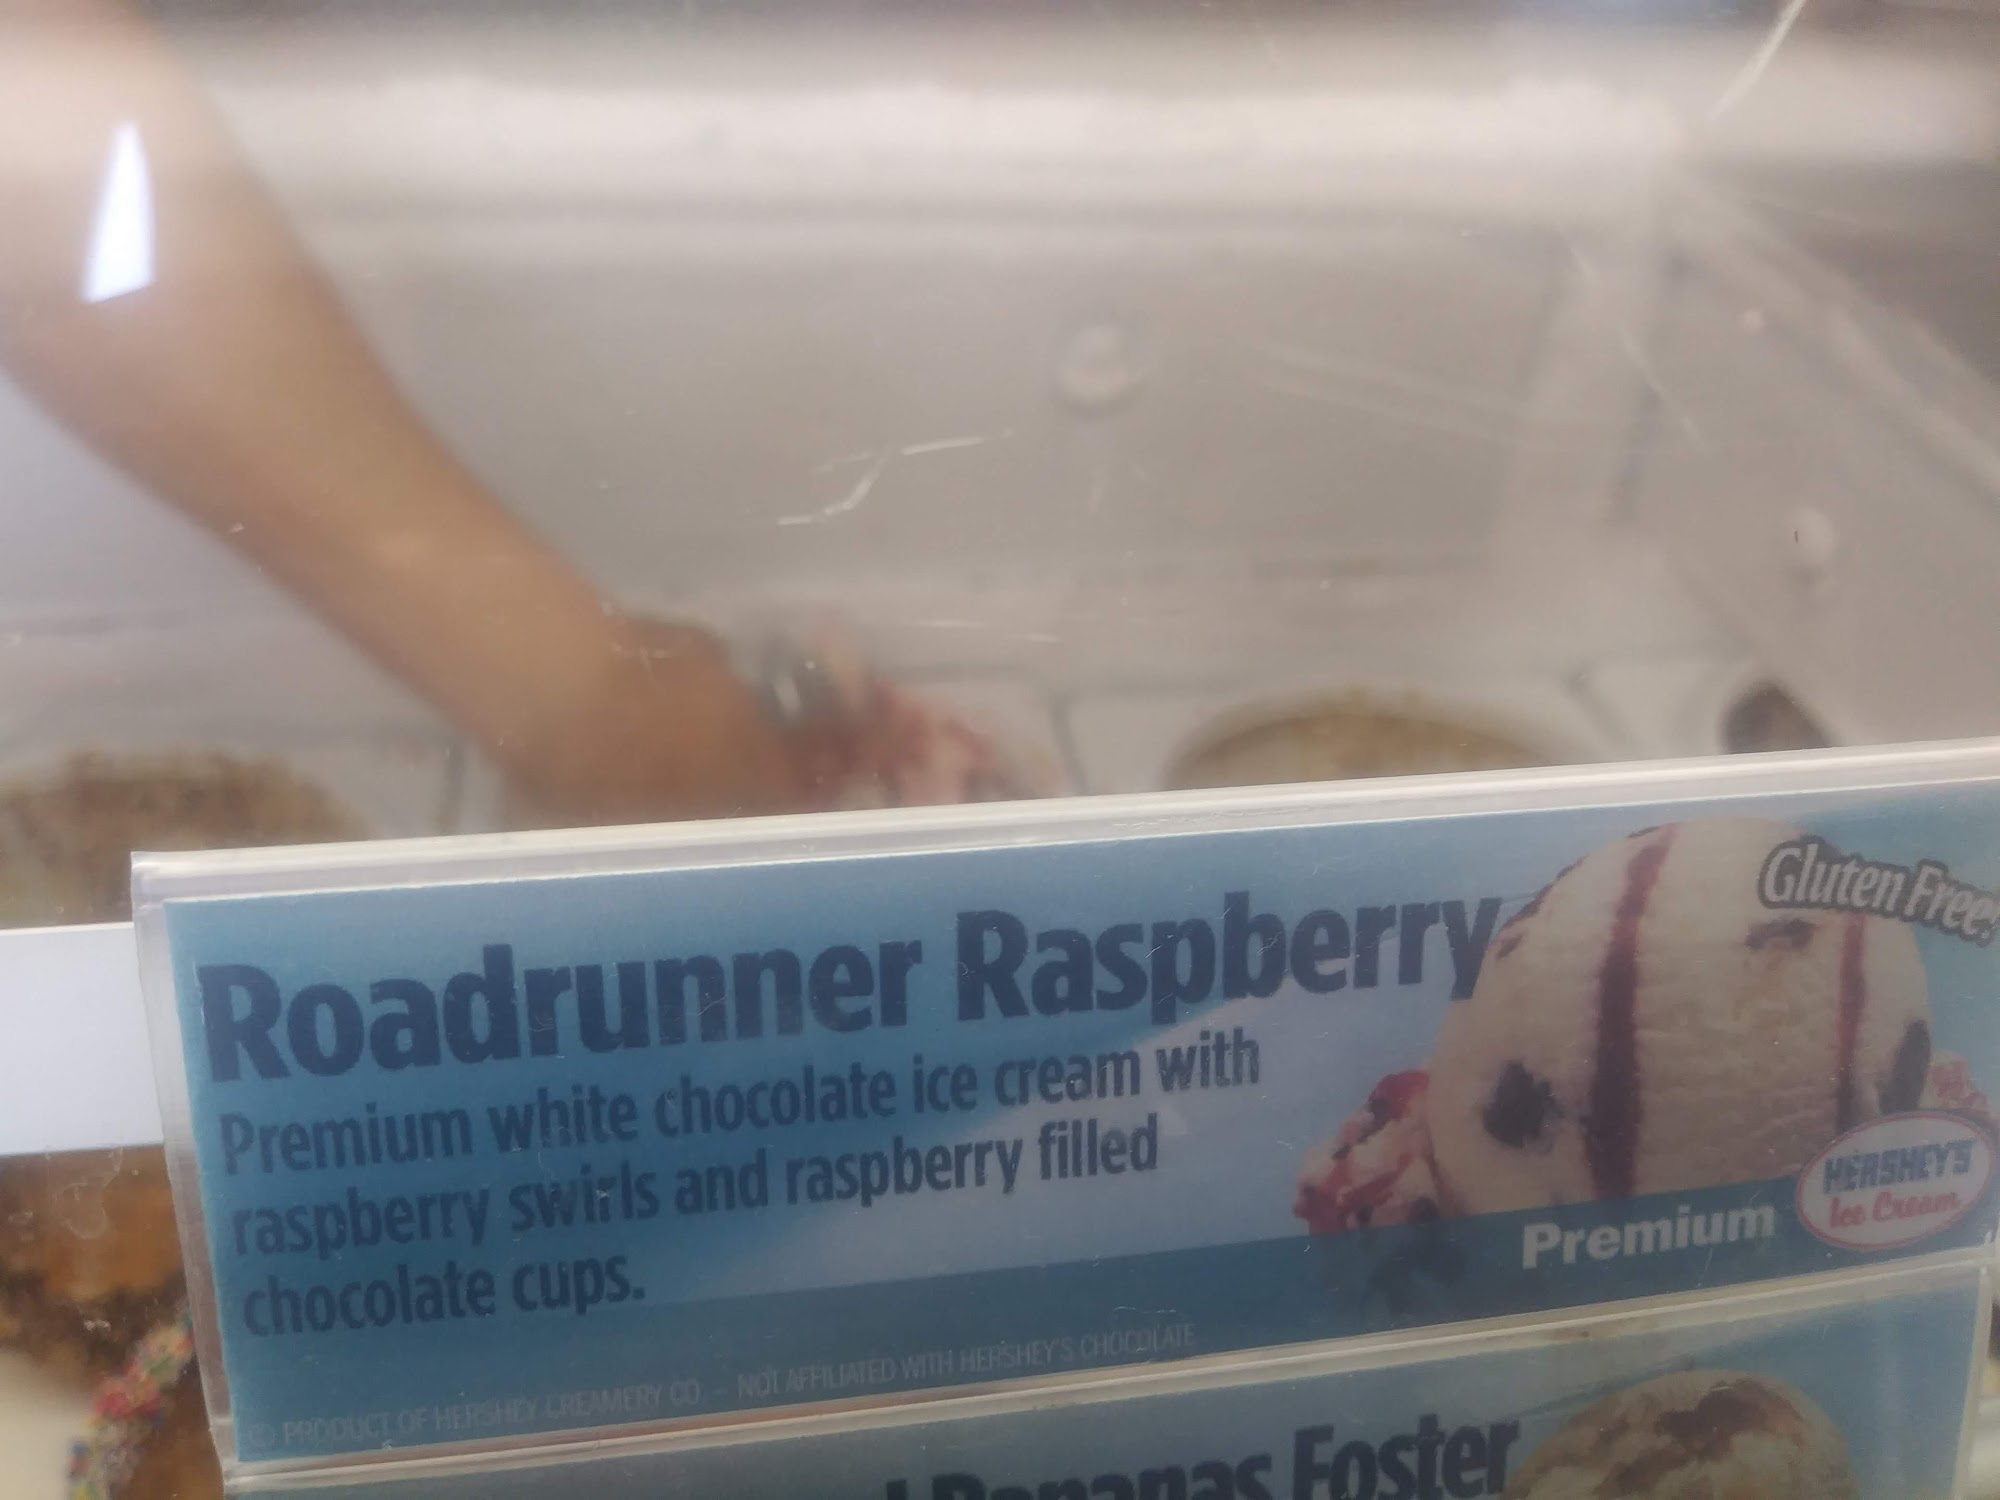 Roadrunner Raspberry
Gluten Free!
Premium white chocolate ice cream with
raspberry swirls and raspberry filled
chocolate cups.
Premium
HERSHEY'S
Ice Cream
© PRODUCT OF HERSHEY CREAMERY CO. – NOT AFFILIATED WITH HERSHEY'S CHOCOLATE
Bananas Foster